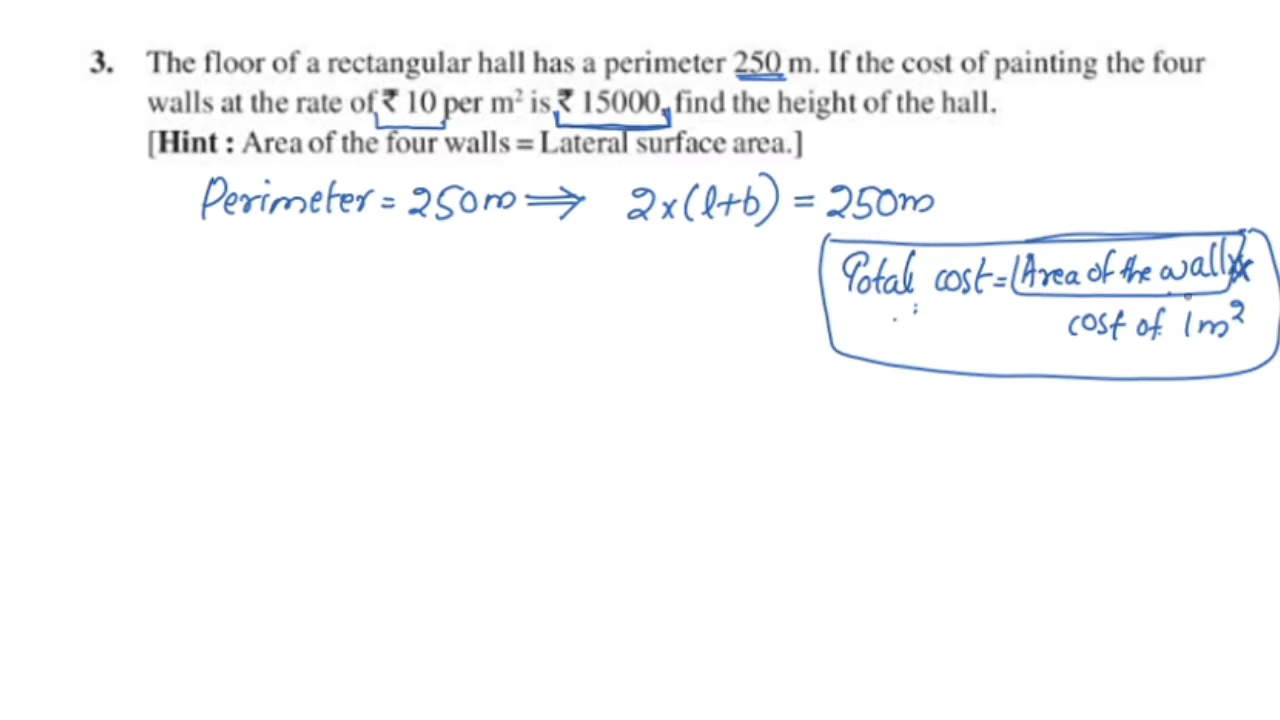 3. The floor of a rectangular hall has a perimeter 250 m. If the cost of painting the four
walls at the rate of ₹ 10 per m² is ₹ 15000, find the height of the hall.
[Hint : Area of the four walls = Lateral surface area.]
Perimeter = 250m ⟹ 2×(l+b) = 250m
Total cost = Area of the wall ×
cost of 1m²